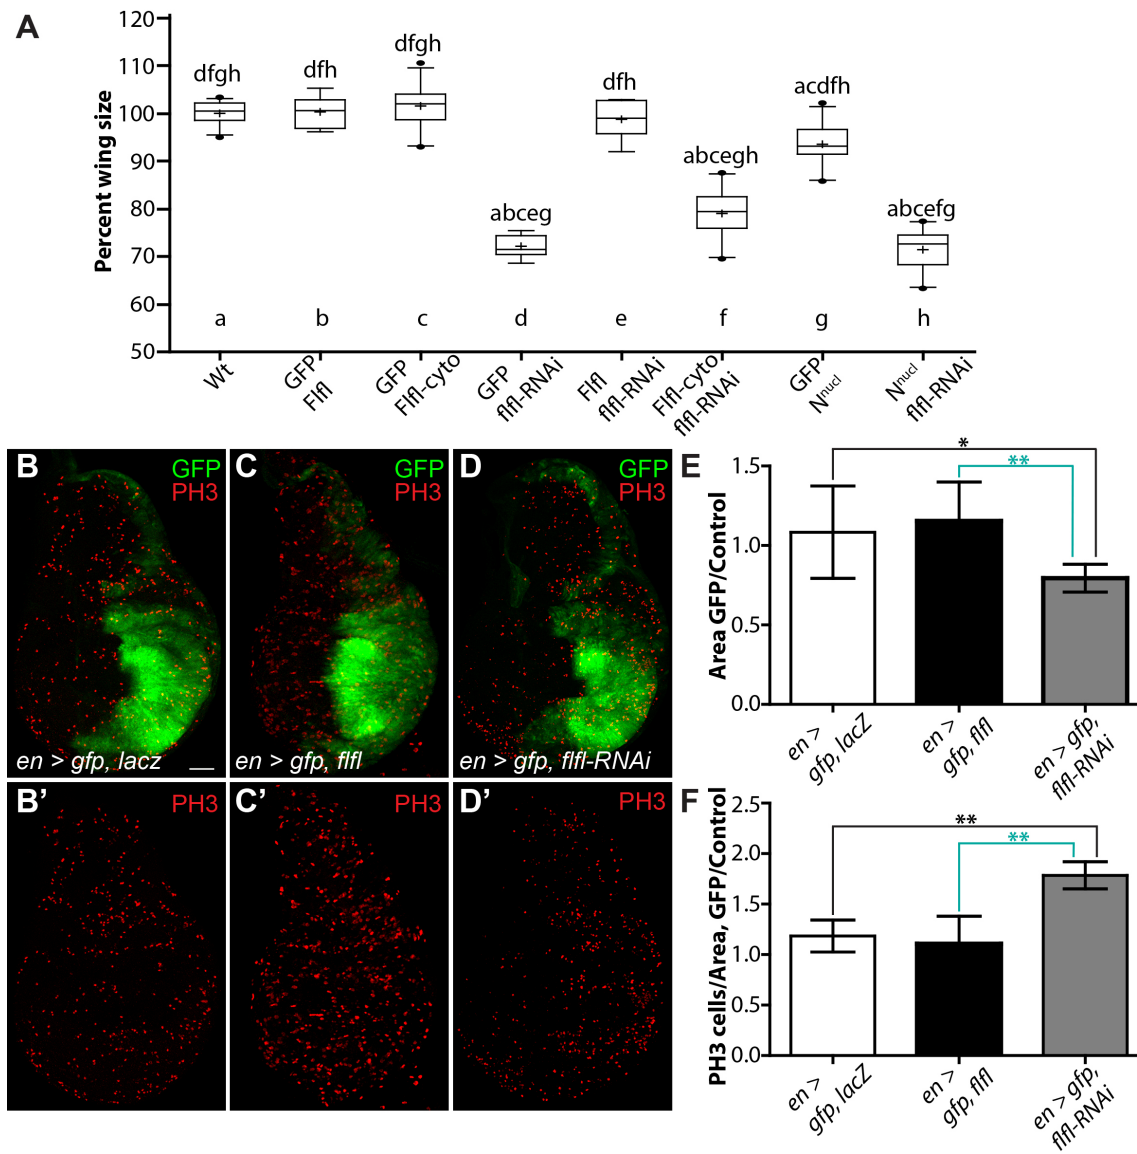 A
Percent wing size
120
110
100
90
80
70
60
50
dfgh
dfh
dfgh
abceg
dfh
abcegh
acdfh
abcefg
a
b
c
d
e
f
g
h
Wt
GFP
Flfl
GFP
Flfl-cyto
GFP
flfl-RNAi
Flfl
flfl-RNAi
Flfl-cyto
flfl-RNAi
GFP
Nnucl
Nnucl
flfl-RNAi
B
GFP
PH3
en > gfp, lacz
C
GFP
PH3
en > gfp, flfl
D
GFP
PH3
en > gfp, flfl-RNAi
B’
PH3
C’
PH3
D’
PH3
E
Area GFP/Control
1.5
1.0
0.5
0.0
*
**
en >
gfp, lacZ
en >
gfp, flfl
en > gfp,
flfl-RNAi
F
PH3 cells/Area, GFP/Control
2.5
2.0
1.5
1.0
0.5
0.0
**
**
en >
gfp, lacZ
en >
gfp, flfl
en > gfp,
flfl-RNAi